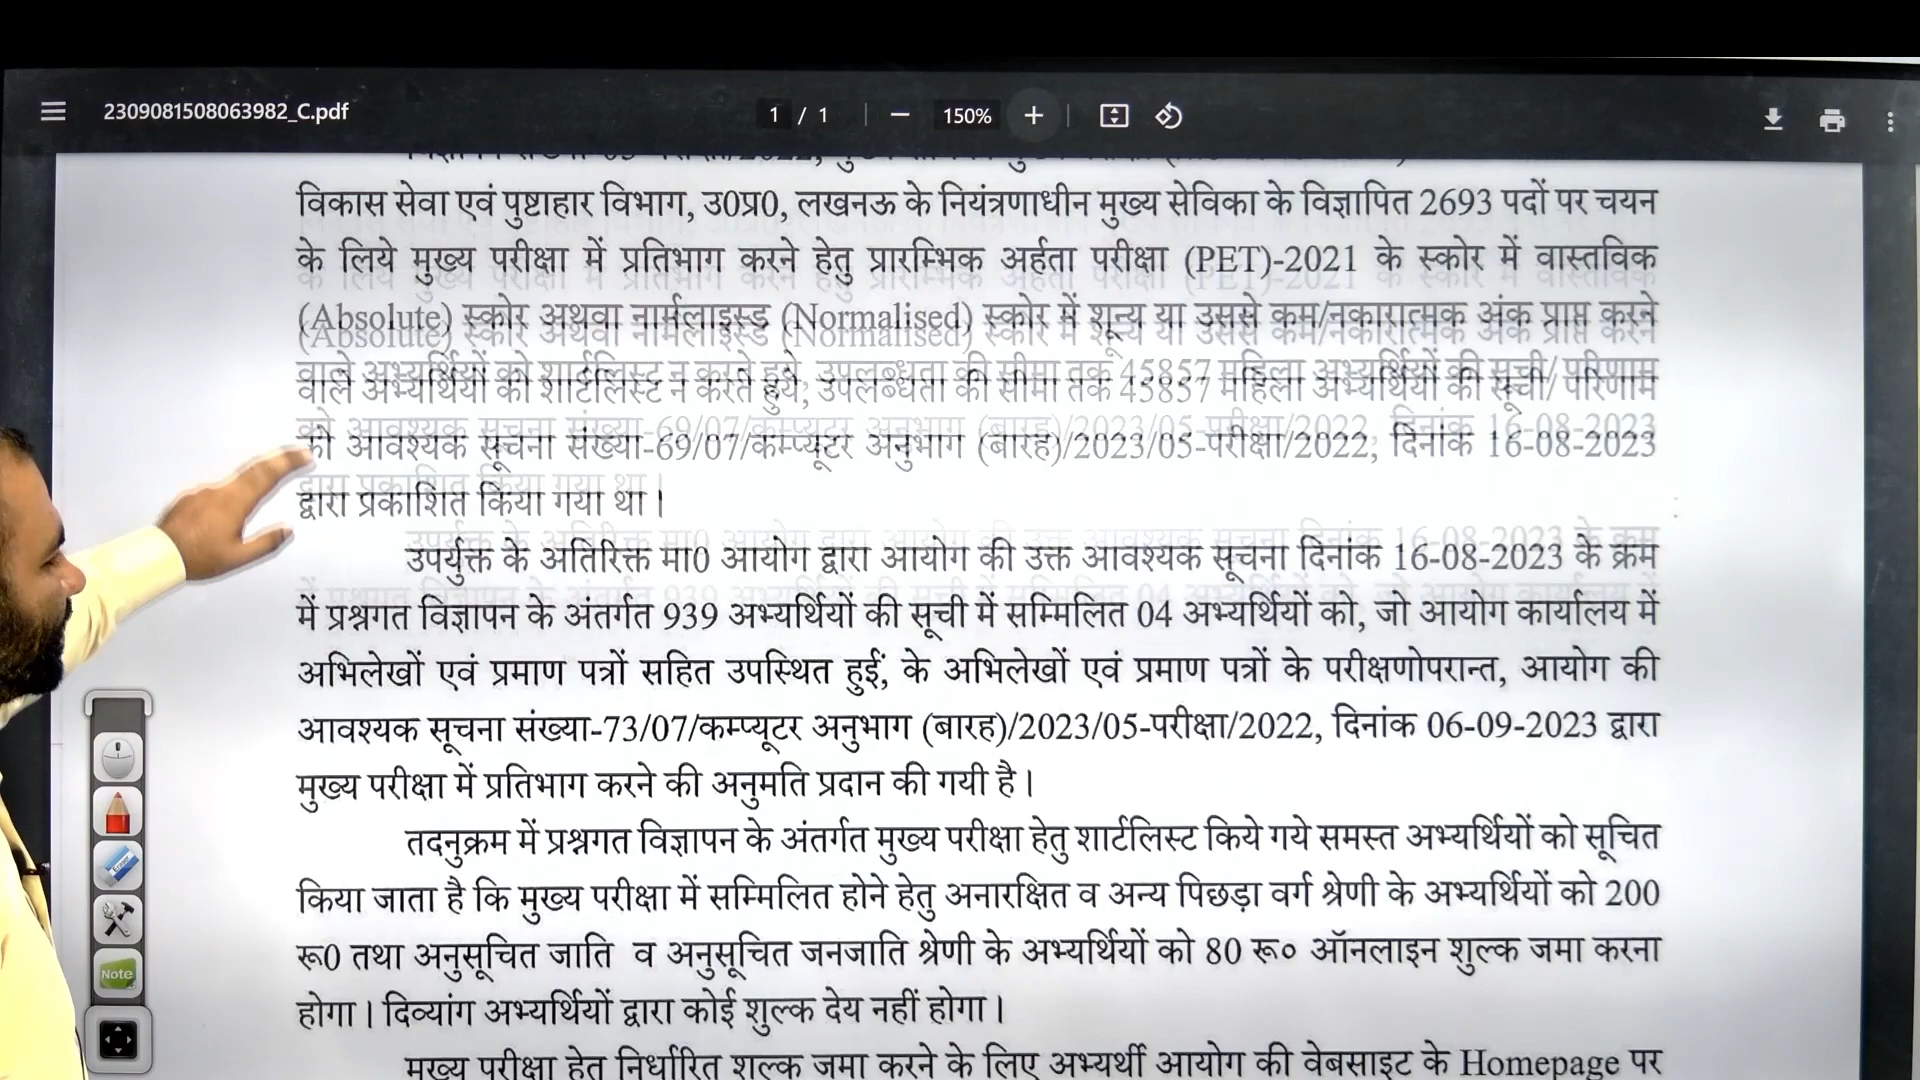 2309081508063982_C.pdf
1 / 1
150%
विकास सेवा एवं पुष्टाहार विभाग, उ0प्र0, लखनऊ के नियंत्रणाधीन मुख्य सेविका के विज्ञापित 2693 पदों पर चयन
के लिये मुख्य परीक्षा में प्रतिभाग करने हेतु प्रारम्भिक अर्हता परीक्षा (PET)-2021 के स्कोर में वास्तविक
(Absolute) स्कोर अथवा नार्मलाइस्ड (Normalised) स्कोर में शून्य या उससे कम/नकारात्मक अंक प्राप्त करने
वाले अभ्यर्थियों को शार्टलिस्ट न करते हुये, उपलब्धता की सीमा तक 45857 महिला अभ्यर्थियों की सूची/ परिणाम
को आवश्यक सूचना संख्या-69/07/कम्प्यूटर अनुभाग (बारह)/2023/05-परीक्षा/2022, दिनांक 16-08-2023
द्वारा प्रकाशित किया गया था।
उपर्युक्त के अतिरिक्त मा0 आयोग द्वारा आयोग की उक्त आवश्यक सूचना दिनांक 16-08-2023 के क्रम
में प्रश्नगत विज्ञापन के अंतर्गत 939 अभ्यर्थियों की सूची में सम्मिलित 04 अभ्यर्थियों को, जो आयोग कार्यालय में
अभिलेखों एवं प्रमाण पत्रों सहित उपस्थित हुईं, के अभिलेखों एवं प्रमाण पत्रों के परीक्षणोपरान्त, आयोग की
आवश्यक सूचना संख्या-73/07/कम्प्यूटर अनुभाग (बारह)/2023/05-परीक्षा/2022, दिनांक 06-09-2023 द्वारा
मुख्य परीक्षा में प्रतिभाग करने की अनुमति प्रदान की गयी है।
तदनुक्रम में प्रश्नगत विज्ञापन के अंतर्गत मुख्य परीक्षा हेतु शार्टलिस्ट किये गये समस्त अभ्यर्थियों को सूचित
किया जाता है कि मुख्य परीक्षा में सम्मिलित होने हेतु अनारक्षित व अन्य पिछड़ा वर्ग श्रेणी के अभ्यर्थियों को 200
रू0 तथा अनुसूचित जाति व अनुसूचित जनजाति श्रेणी के अभ्यर्थियों को 80 रू० ऑनलाइन शुल्क जमा करना
होगा। दिव्यांग अभ्यर्थियों द्वारा कोई शुल्क देय नहीं होगा।
मुख्य परीक्षा हेतु निर्धारित शुल्क जमा करने के लिए अभ्यर्थी आयोग की वेबसाइट के Homepage पर
Note